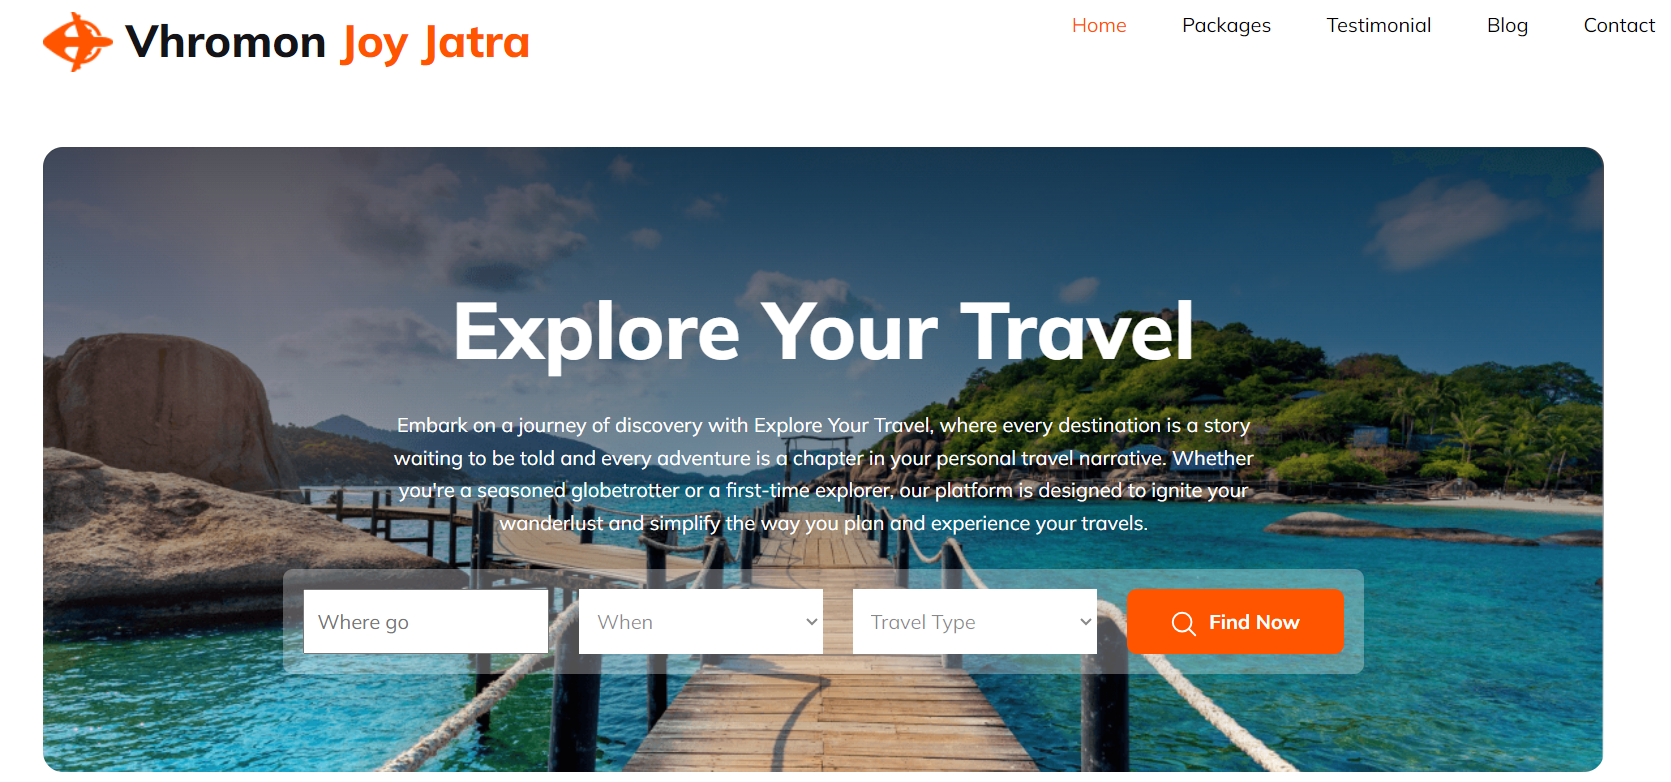 Vhromon Joy Jatra
Home Packages Testimonial Blog Contact
Explore Your Travel
Embark on a journey of discovery with Explore Your Travel, where every destination is a story
waiting to be told and every adventure is a chapter in your personal travel narrative. Whether
you're a seasoned globetrotter or a first-time explorer, our platform is designed to ignite your
wanderlust and simplify the way you plan and experience your travels.
Where go When Travel Type Find Now